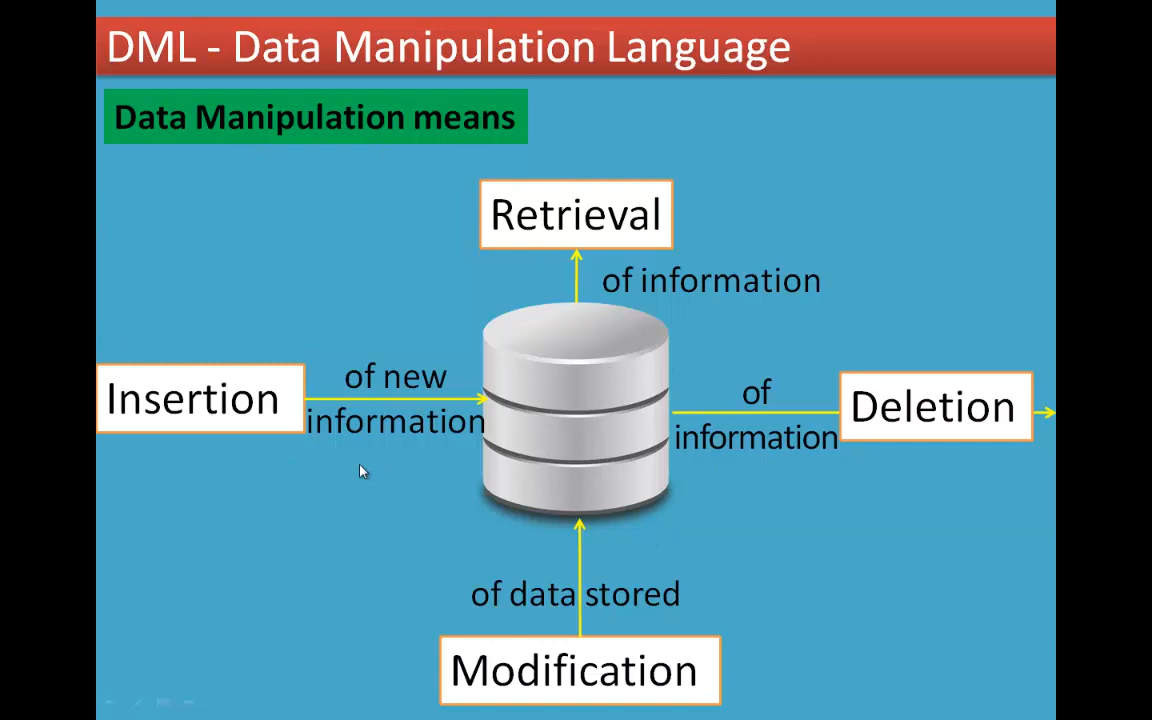 DML - Data Manipulation Language
Data Manipulation means
Retrieval
of information
Insertion
of new
information
of
information
Deletion
of data stored
Modification